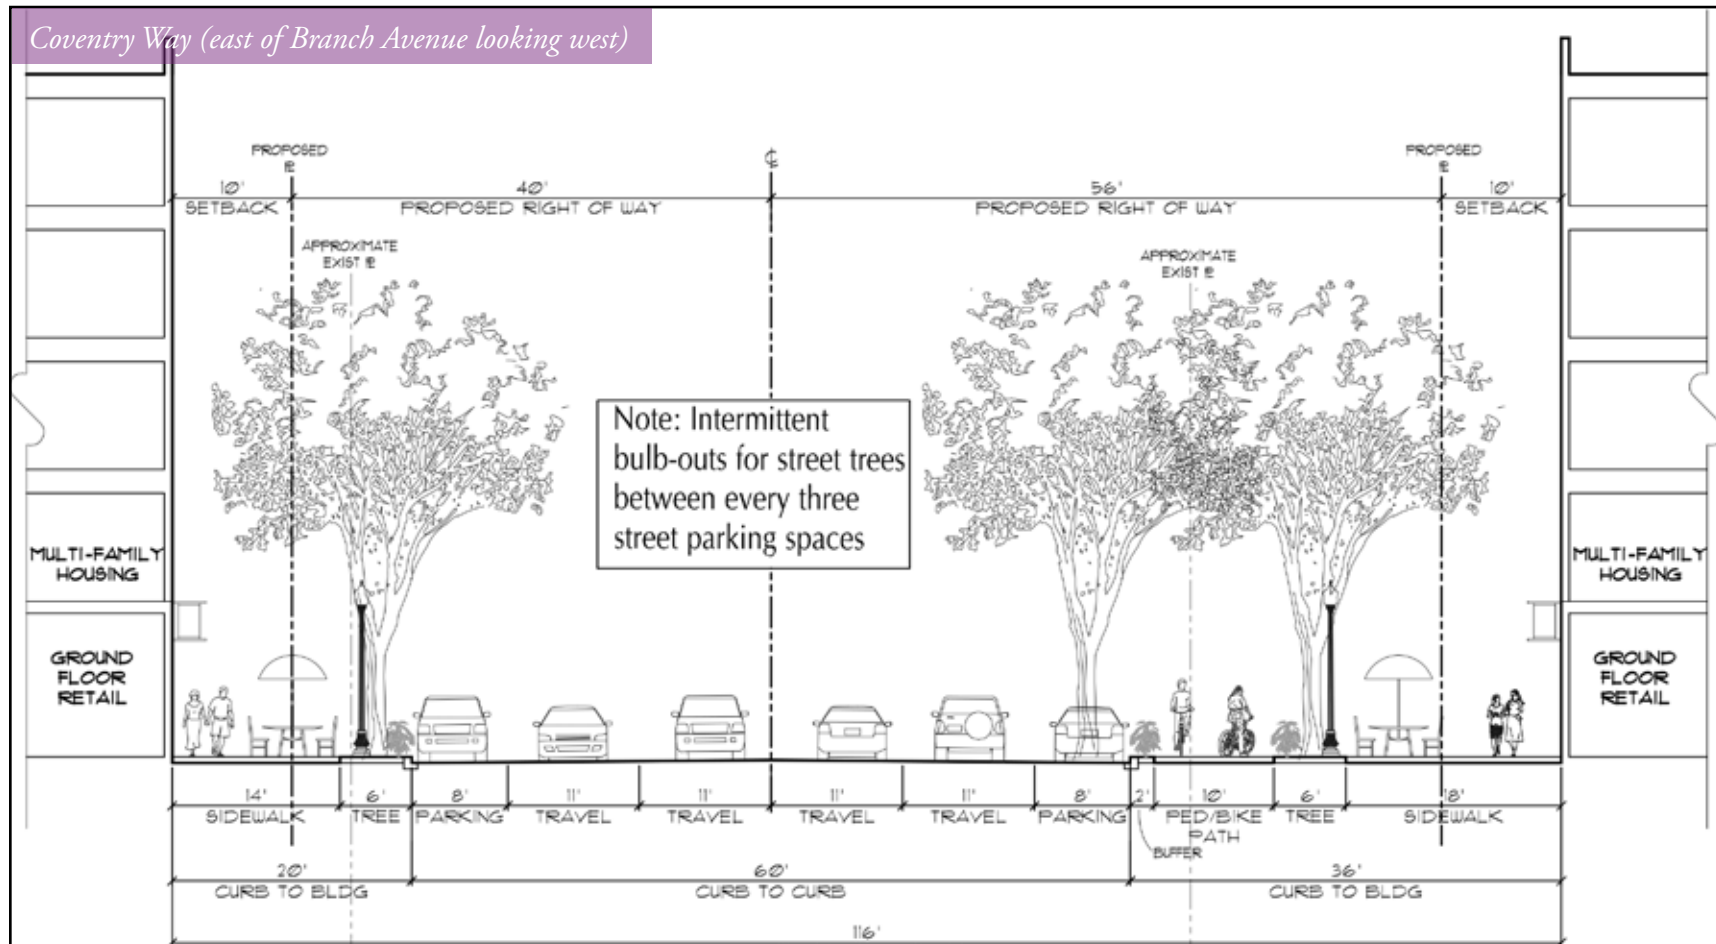 Coventry Way (east of Branch Avenue looking west)
PROPOSED
℄
PROPOSED
10'
40'
56'
10'
SETBACK
PROPOSED RIGHT OF WAY
PROPOSED RIGHT OF WAY
SETBACK
APPROXIMATE
EXIST
APPROXIMATE
EXIST
Note: Intermittent
bulb-outs for street trees
between every three
street parking spaces
MULTI-FAMILY
HOUSING
MULTI-FAMILY
HOUSING
GROUND
FLOOR
RETAIL
GROUND
FLOOR
RETAIL
14'
6'
8'
11'
11'
11'
11'
8'
2'
10'
6'
18'
SIDEWALK
TREE
PARKING
TRAVEL
TRAVEL
TRAVEL
TRAVEL
PARKING
PED/BIKE
PATH
TREE
SIDEWALK
BUFFER
20'
60'
36'
CURB TO BLDG
CURB TO CURB
CURB TO BLDG
116'